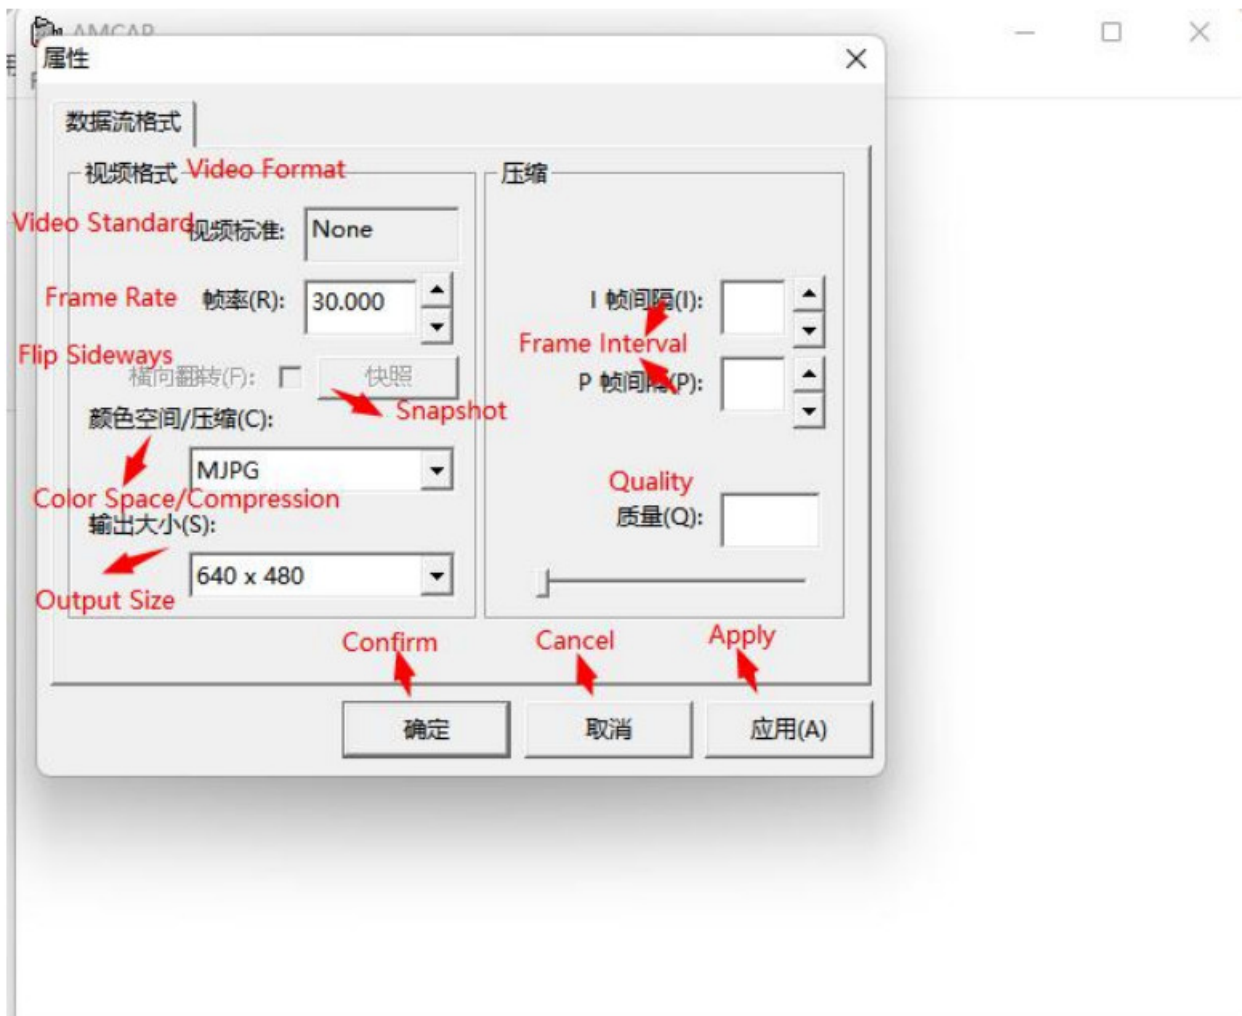 AMCAP
属性
数据流格式
视频格式 Video Format
压缩
Video Standard 视频标准: None
Frame Rate 帧率(R): 30.000
I 帧间隔(I):
Frame Interval
Flip Sideways
横向翻转(F): 快照
P 帧间隔(P):
Snapshot
颜色空间/压缩(C):
MJPG
Color Space/Compression
Quality
输出大小(S):
质量(Q):
640 x 480
Output Size
Confirm Cancel Apply
确定 取消 应用(A)